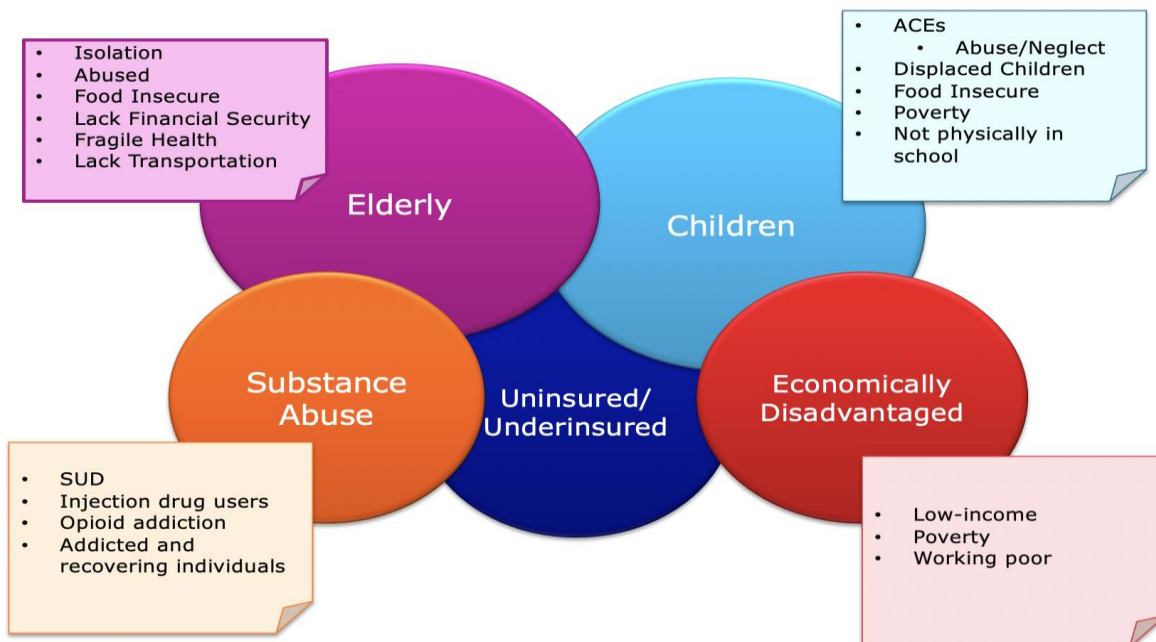 • Isolation
• Abused
• Food Insecure
• Lack Financial Security
• Fragile Health
• Lack Transportation
• ACEs
• Abuse/Neglect
• Displaced Children
• Food Insecure
• Poverty
• Not physically in
school
Elderly
Children
Substance
Abuse
Uninsured/
Underinsured
Economically
Disadvantaged
• SUD
• Injection drug users
• Opioid addiction
• Addicted and
recovering individuals
• Low-income
• Poverty
• Working poor